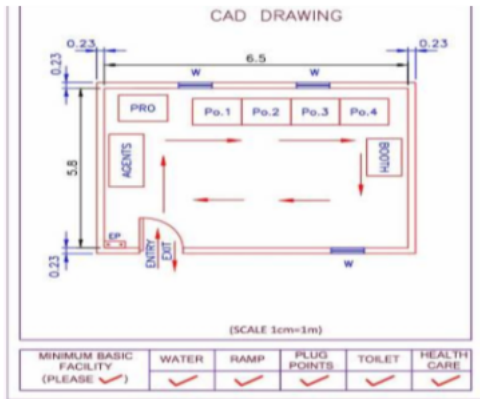 CAD DRAWING
0.23 0.23
6.5
0.23
W W
PRO Po.1 Po.2 Po.3 Po.4
AGENTS BOOTH
5.8
EP
ENTRY EXIT
0.23
W
(SCALE 1cm=1m)
MINIMUM BASIC FACILITY (PLEASE ✓)
WATER
RAMP
PLUG POINTS
TOILET
HEALTH CARE